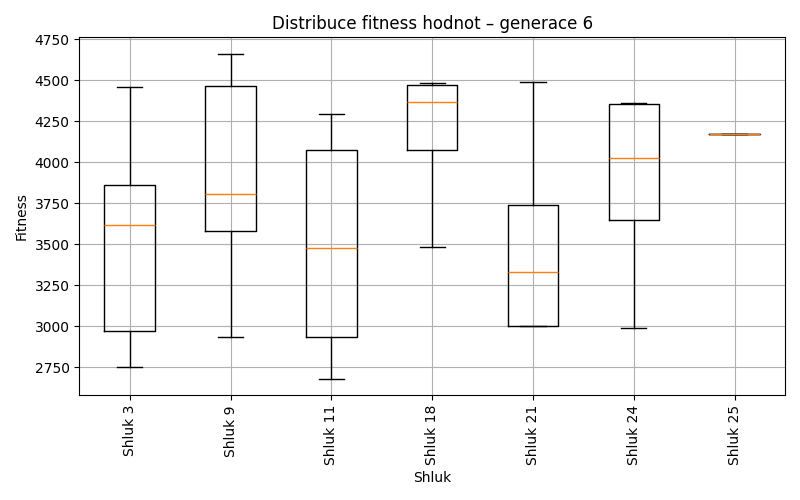 Distribuce fitness hodnot – generace 6
Fitness
4750
4500
4250
4000
3750
3500
3250
3000
2750
Shluk 3
Shluk 9
Shluk 11
Shluk 18
Shluk 21
Shluk 24
Shluk 25
Shluk